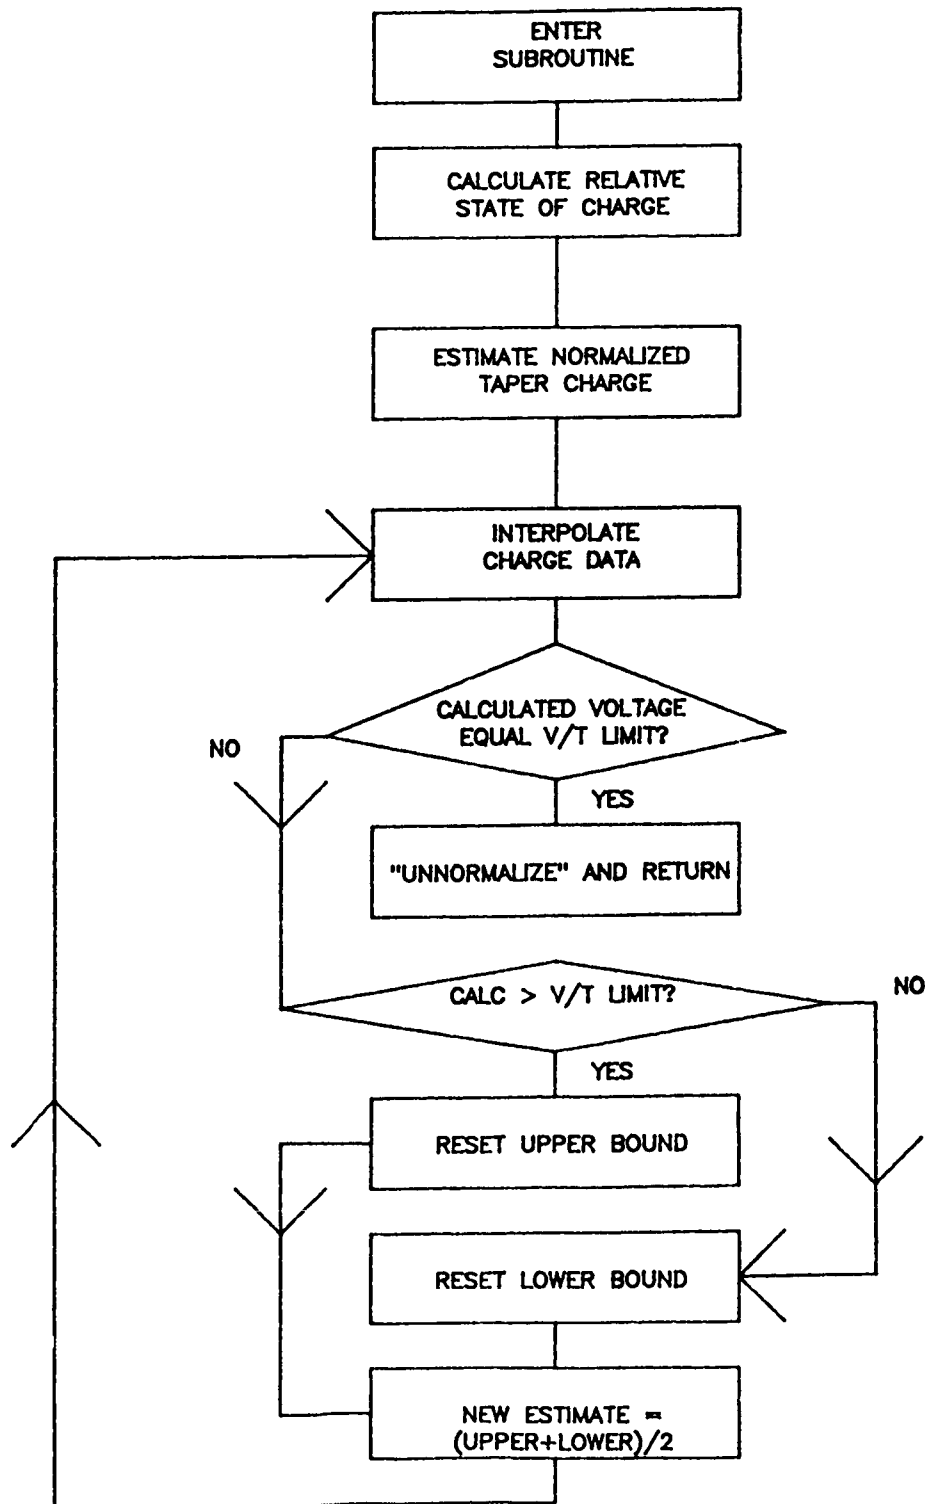 ENTER
SUBROUTINE
CALCULATE RELATIVE
STATE OF CHARGE
ESTIMATE NORMALIZED
TAPER CHARGE
INTERPOLATE
CHARGE DATA
CALCULATED VOLTAGE
EQUAL V/T LIMIT?
NO
YES
"UNNORMALIZE" AND RETURN
CALC > V/T LIMIT?
NO
YES
RESET UPPER BOUND
RESET LOWER BOUND
NEW ESTIMATE =
(UPPER+LOWER)/2